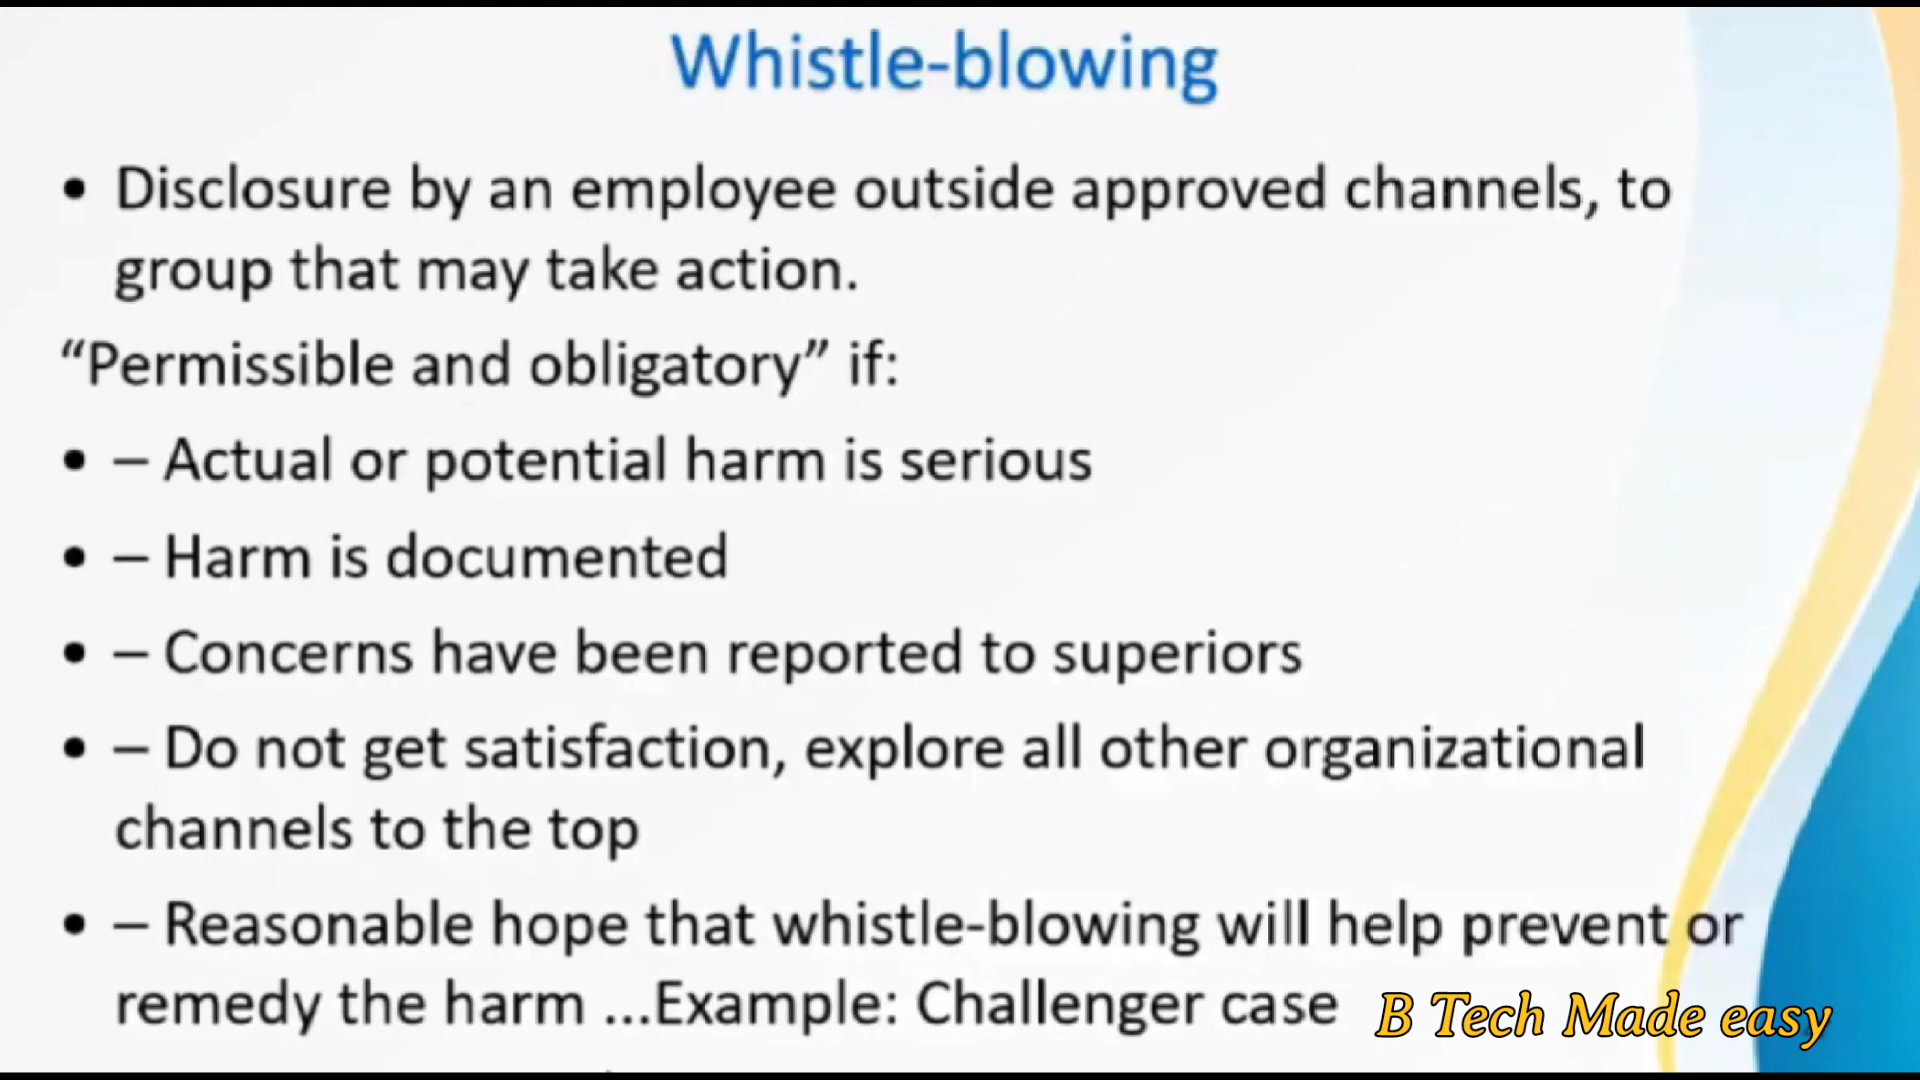 Whistle-blowing
• Disclosure by an employee outside approved channels, to
group that may take action.
“Permissible and obligatory” if:
• – Actual or potential harm is serious
• – Harm is documented
• – Concerns have been reported to superiors
• – Do not get satisfaction, explore all other organizational
channels to the top
• – Reasonable hope that whistle-blowing will help prevent or
remedy the harm ...Example: Challenger case
B Tech Made easy